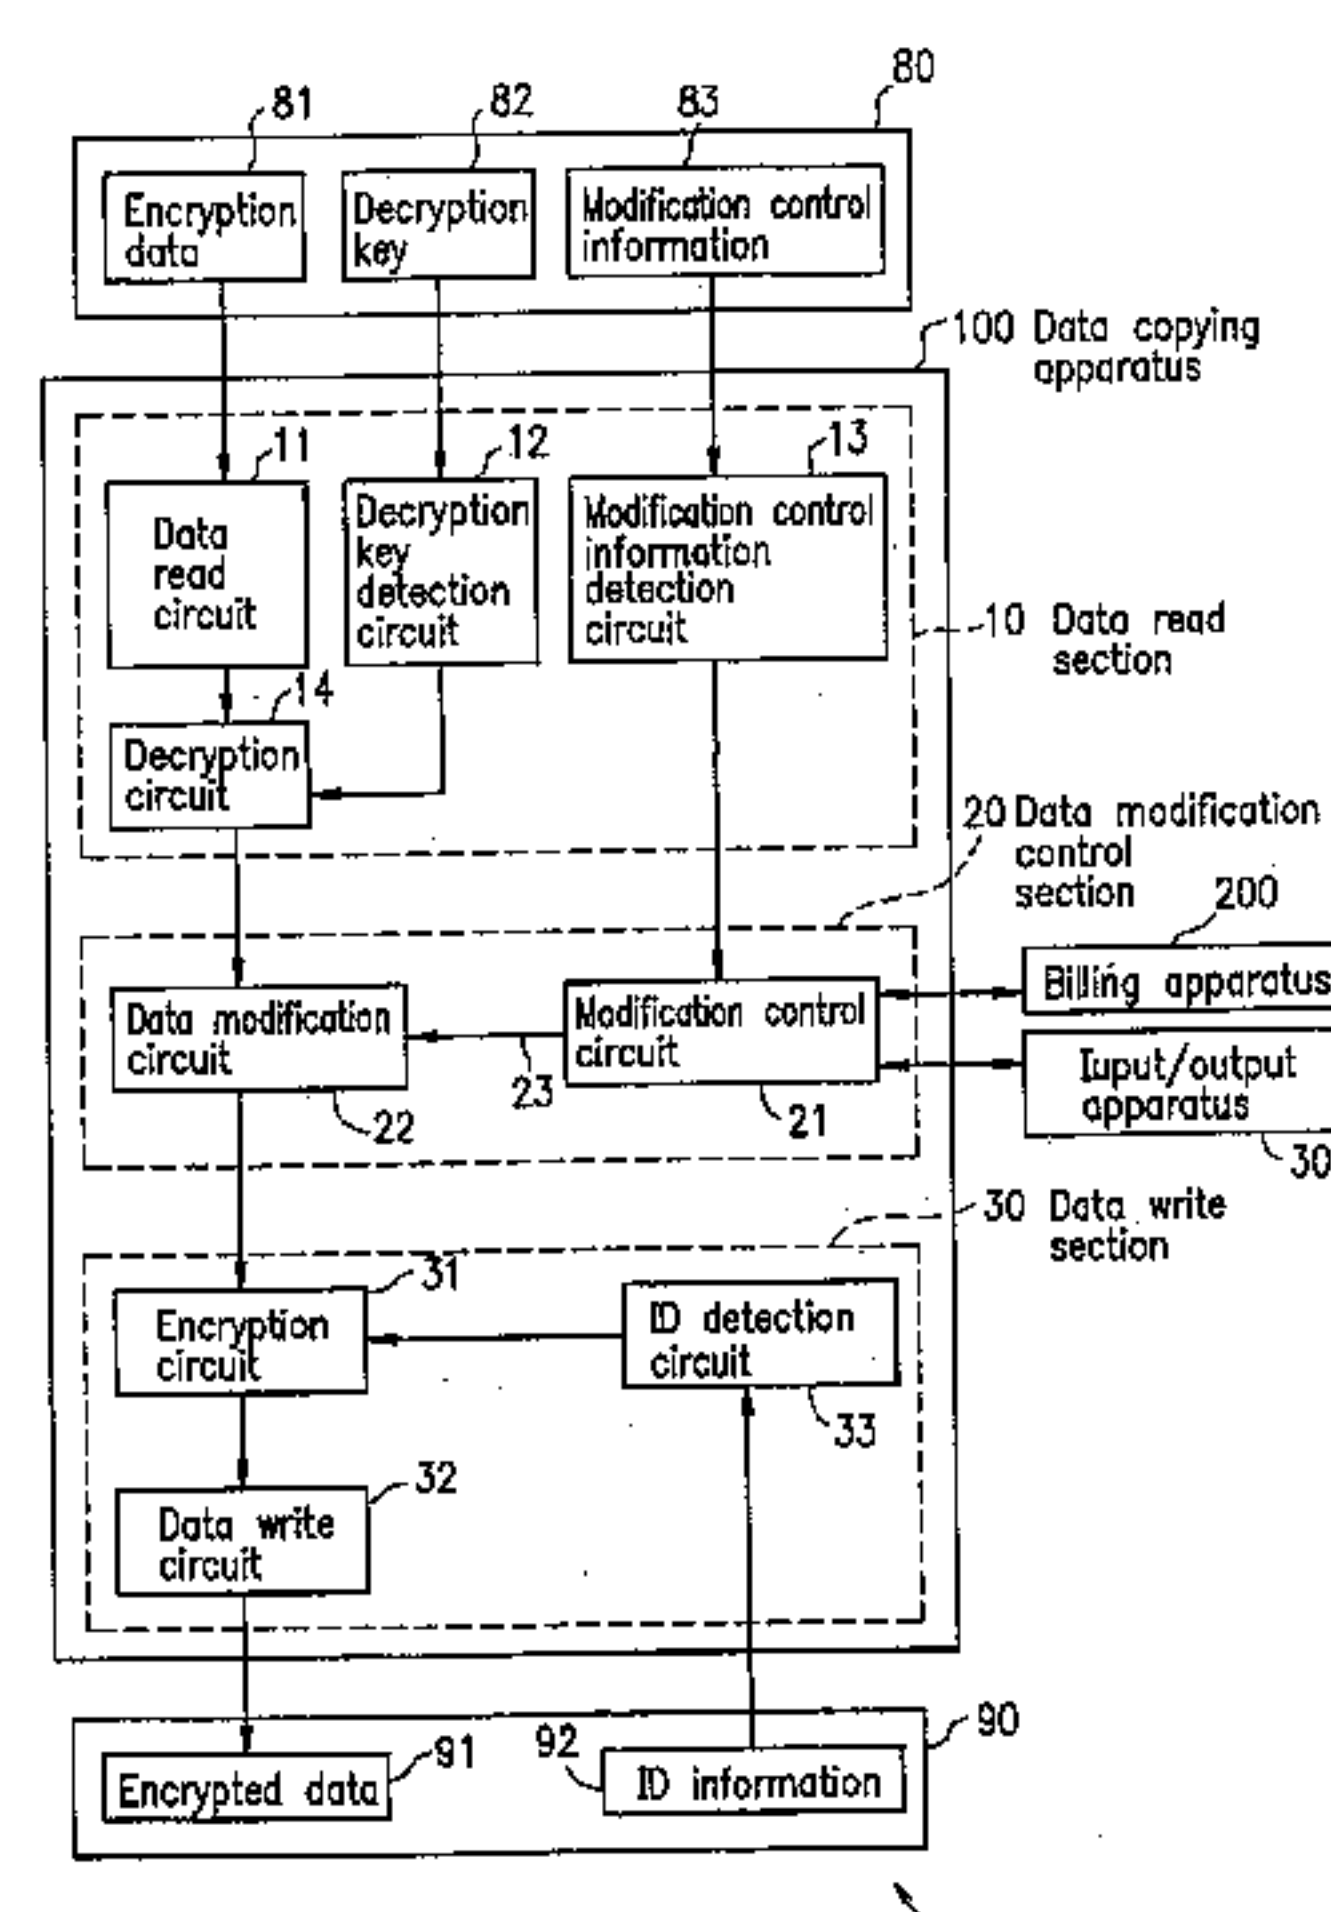 80
81
82
83
Encryption
data
Decryption
key
Modification control
information
100 Data copying
apparatus
11
12
13
Data
read
circuit
Decryption
key
detection
circuit
Modification control
information
detection
circuit
10 Data read
section
14
Decryption
circuit
20 Data modification
control
section
200
Billing apparatus
Data modification
circuit
Modification control
circuit
23
22
21
Iuput/output
apparatus
30
30 Data write
section
31
Encryption
circuit
ID detection
circuit
33
32
Data write
circuit
90
91
92
Encrypted data
ID information